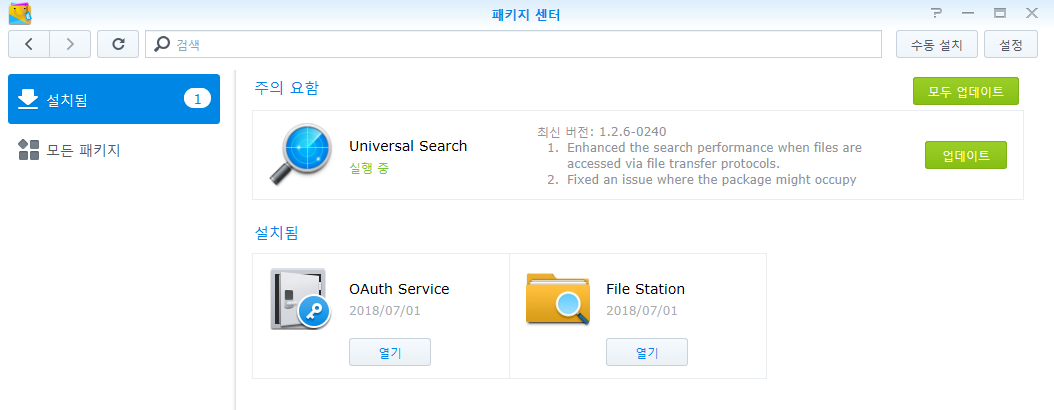 패키지 센터
검색
수동 설치
설정
설치됨
1
모든 패키지
주의 요함
모두 업데이트
Universal Search
실행 중
최신 버전: 1.2.6-0240
1. Enhanced the search performance when files are
accessed via file transfer protocols.
2. Fixed an issue where the package might occupy
업데이트
설치됨
OAuth Service
2018/07/01
열기
File Station
2018/07/01
열기